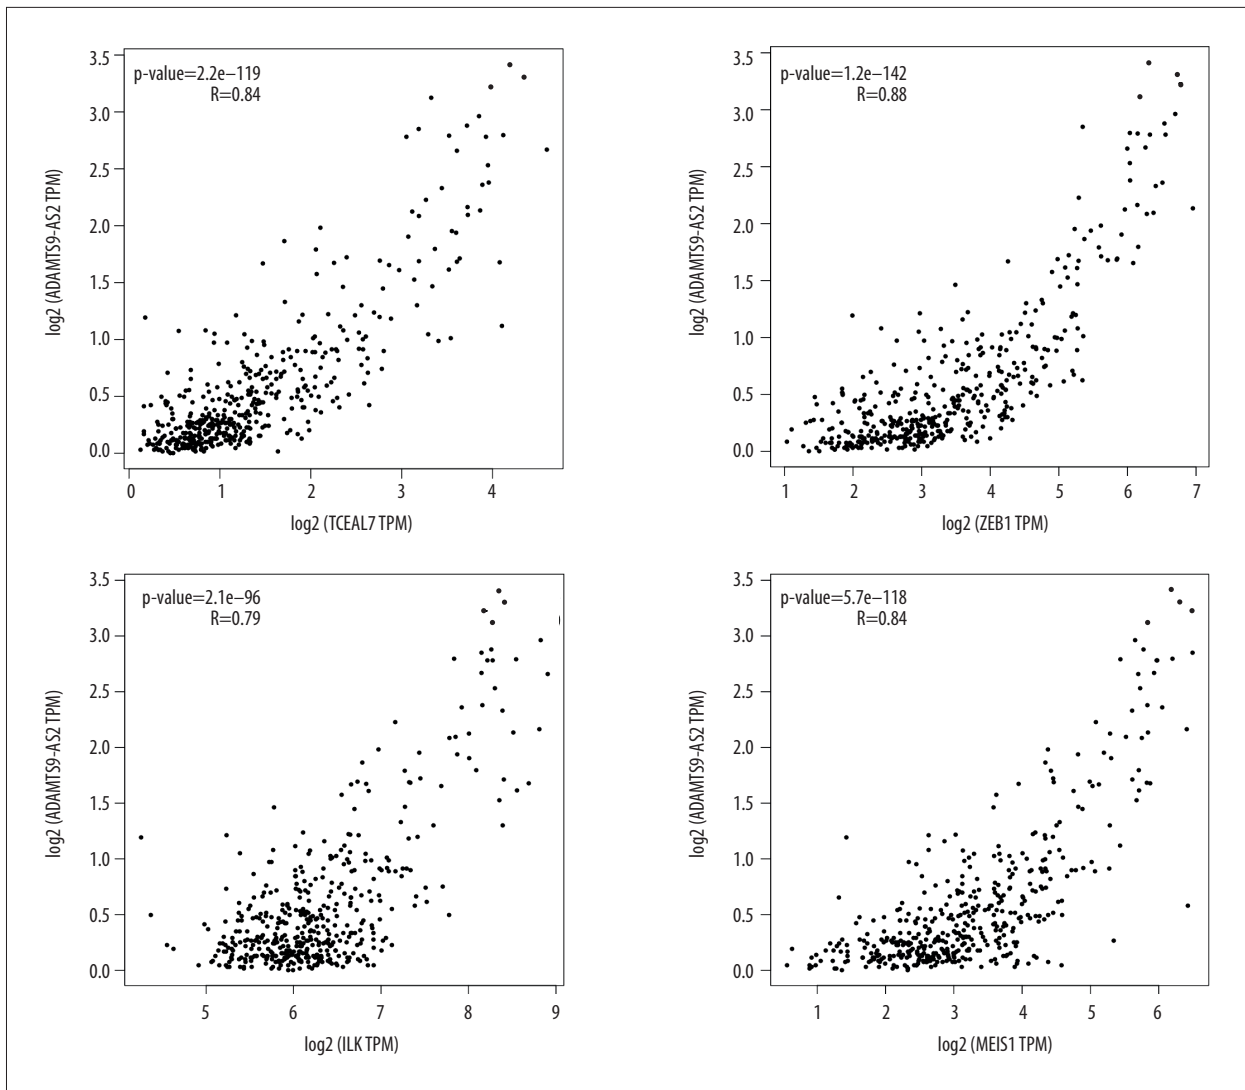 p-value=2.2e–119
R=0.84
3.5
3.0
2.5
2.0
1.5
1.0
0.5
0.0
log2 (ADAMTS9-AS2 TPM)
0 1 2 3 4
log2 (TCEAL7 TPM)
p-value=1.2e–142
R=0.88
3.5
3.0
2.5
2.0
1.5
1.0
0.5
0.0
log2 (ADAMTS9-AS2 TPM)
1 2 3 4 5 6 7
log2 (ZEB1 TPM)
p-value=2.1e–96
R=0.79
3.5
3.0
2.5
2.0
1.5
1.0
0.5
0.0
log2 (ADAMTS9-AS2 TPM)
5 6 7 8 9
log2 (ILK TPM)
p-value=5.7e–118
R=0.84
3.5
3.0
2.5
2.0
1.5
1.0
0.5
0.0
log2 (ADAMTS9-AS2 TPM)
1 2 3 4 5 6
log2 (MEIS1 TPM)